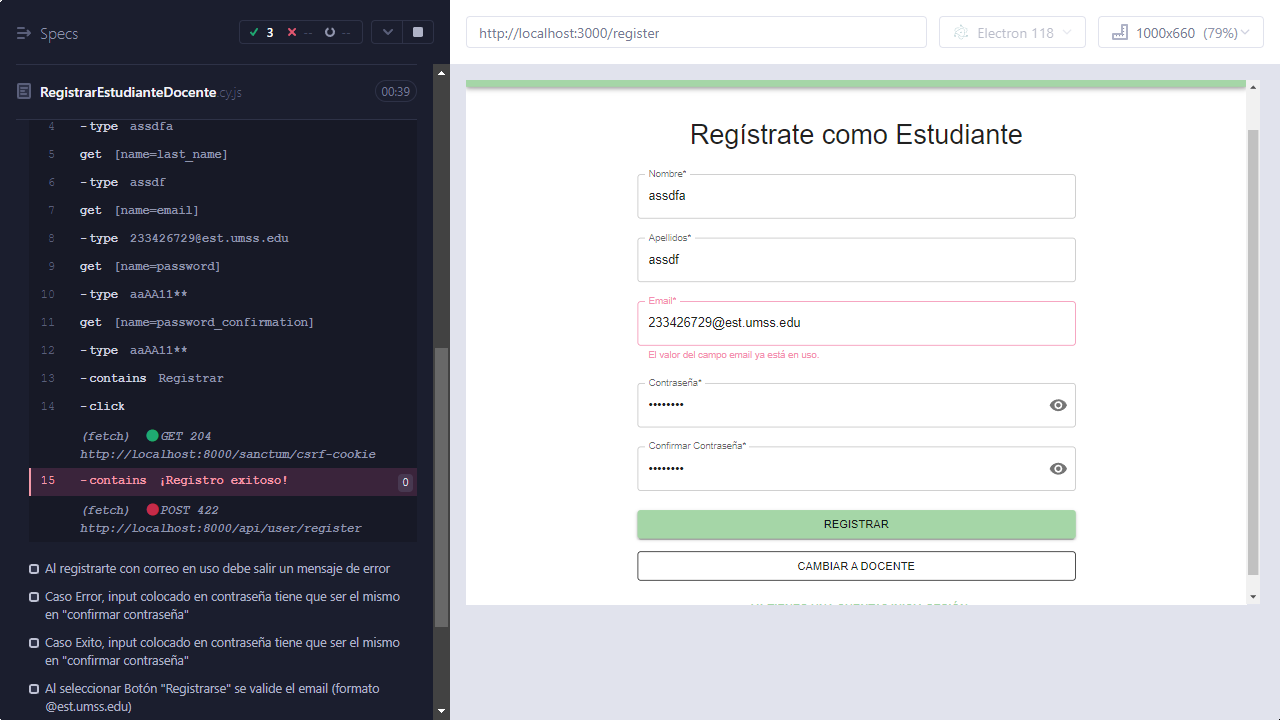 Specs
3
--
--
http://localhost:3000/register
Electron 118
1000x660 (79%)
RegistrarEstudianteDocente.cy.js
00:39
4 -type assdfa
5 get [name=last_name]
6 -type assdf
7 get [name=email]
8 -type 233426729@est.umss.edu
9 get [name=password]
10 -type aaAA11**
11 get [name=password_confirmation]
12 -type aaAA11**
13 -contains Registrar
14 -click
(fetch) GET 204
http://localhost:8000/sanctum/csrf-cookie
15 -contains ¡Registro exitoso! 0
(fetch) POST 422
http://localhost:8000/api/user/register
Al registrarte con correo en uso debe salir un mensaje de error
Caso Error, input colocado en contraseña tiene que ser el mismo
en "confirmar contraseña"
Caso Exito, input colocado en contraseña tiene que ser el mismo
en "confirmar contraseña"
Al seleccionar Botón "Registrarse" se valide el email (formato
@est.umss.edu)
Regístrate como Estudiante
Nombre*
assdfa
Apellidos*
assdf
Email*
233426729@est.umss.edu
El valor del campo email ya está en uso.
Contraseña*
••••••••
Confirmar Contraseña*
••••••••
REGISTRAR
CAMBIAR A DOCENTE